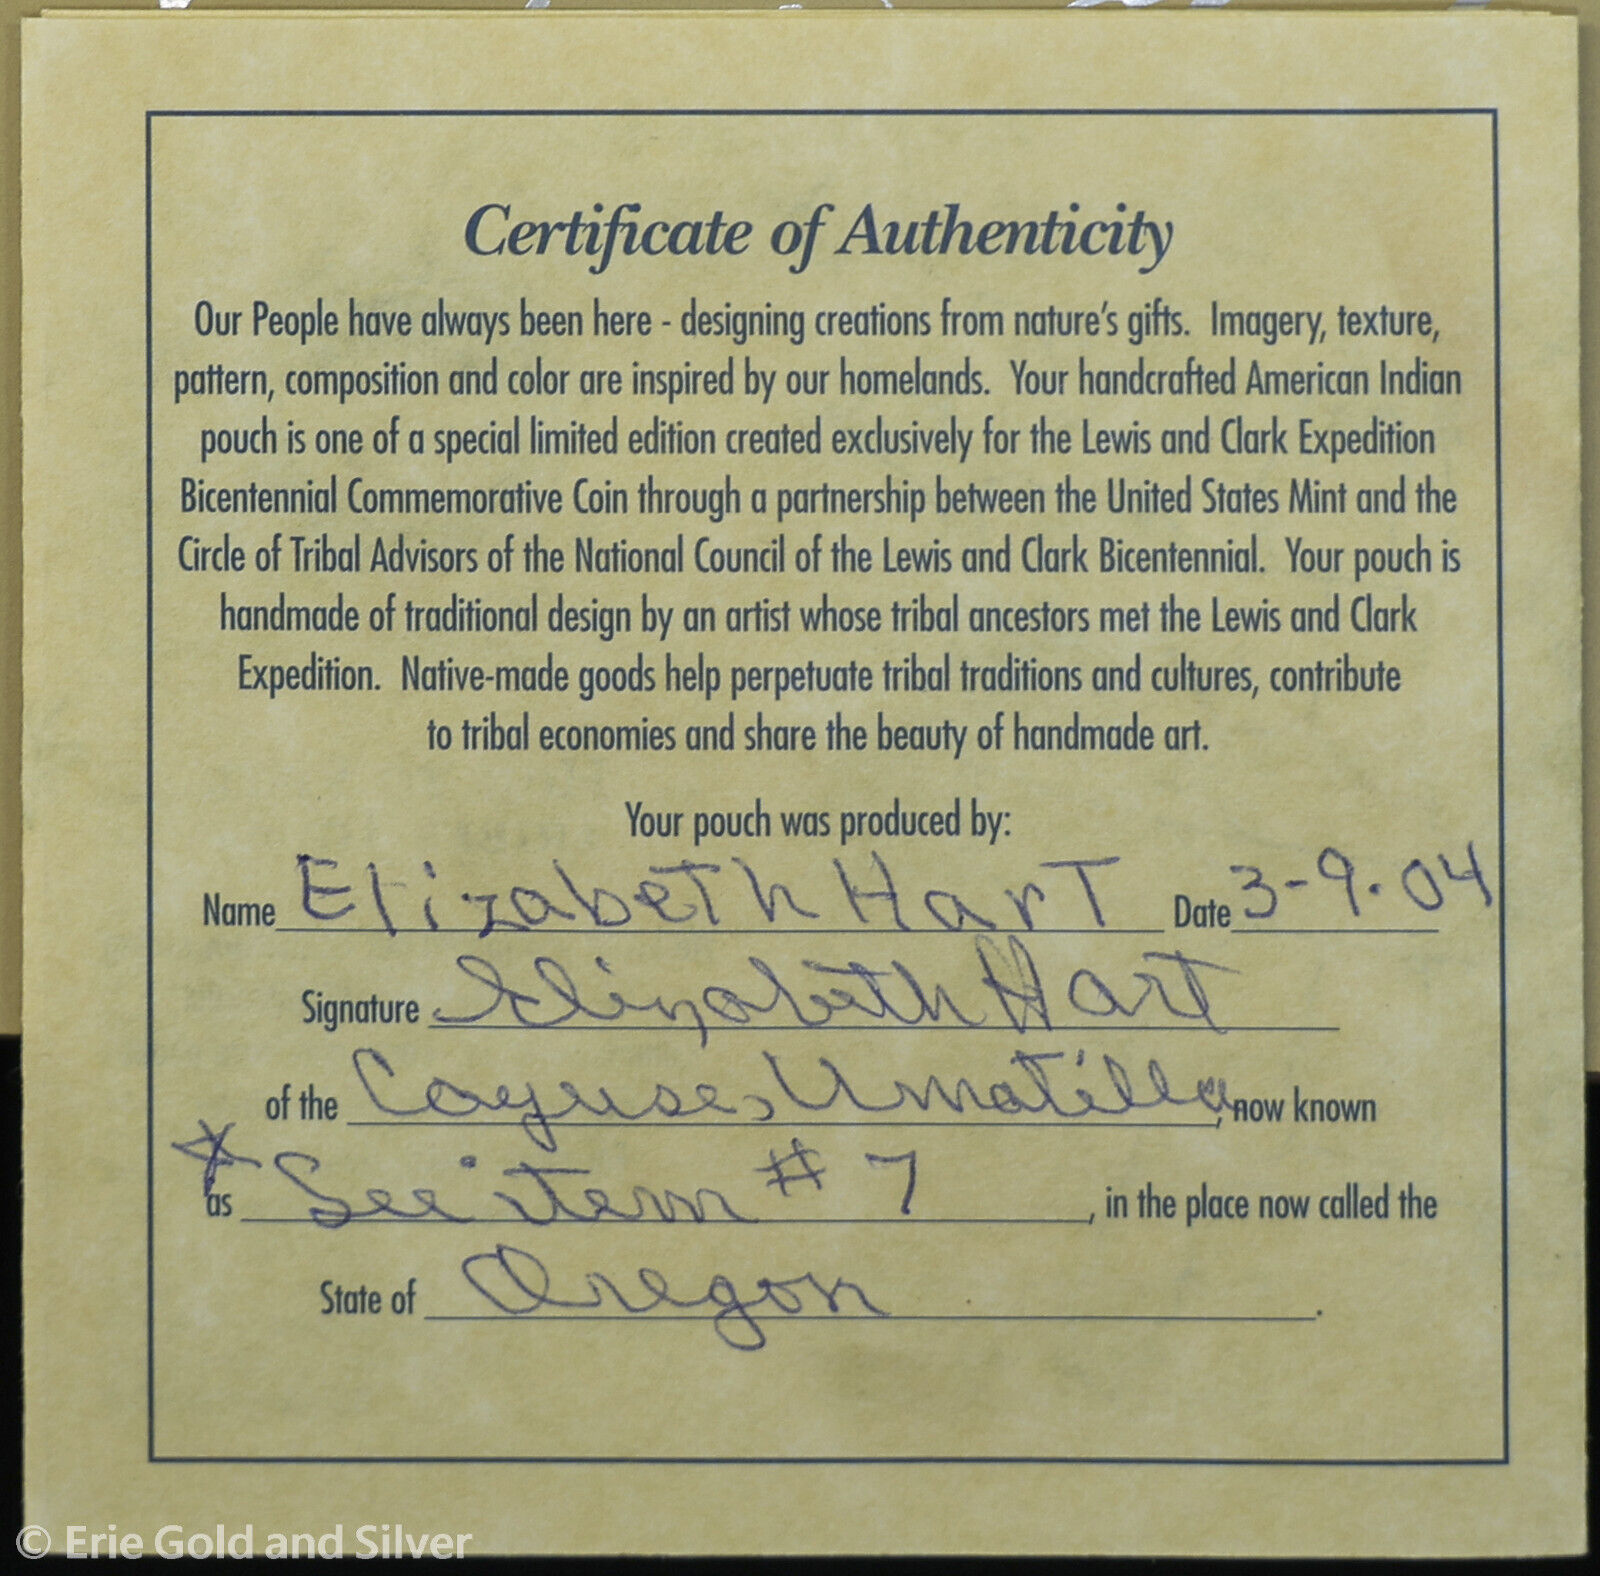 Certificate of Authenticity
Our People have always been here - designing creations from nature's gifts. Imagery, texture,
pattern, composition and color are inspired by our homelands. Your handcrafted American Indian
pouch is one of a special limited edition created exclusively for the Lewis and Clark Expedition
Bicentennial Commemorative Coin through a partnership between the United States Mint and the
Circle of Tribal Advisors of the National Council of the Lewis and Clark Bicentennial. Your pouch is
handmade of traditional design by an artist whose tribal ancestors met the Lewis and Clark
Expedition. Native-made goods help perpetuate tribal traditions and cultures, contribute
to tribal economies and share the beauty of handmade art.
Your pouch was produced by:
Name Elizabeth Hart Date 3-9-04
Signature Elizabeth Hart
of the Cayuse, Umatilla, now known
* as See item # 7, in the place now called the
State of Oregon.
© Erie Gold and Silver